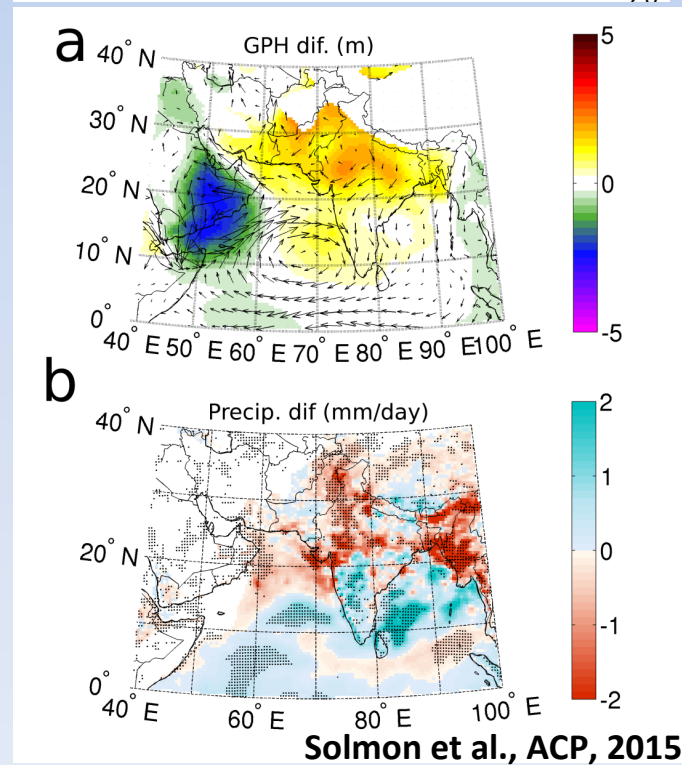 a
GPH dif. (m)
40° N
30° N
20° N
10° N
0°
40° E 50° E 60° E 70° E 80° E 90° E 100° E
5
0
-5
b
Precip. dif (mm/day)
40° N
20° N
0°
40° E 60° E 80° E 100° E
2
1
0
-1
-2
Solmon et al., ACP, 2015